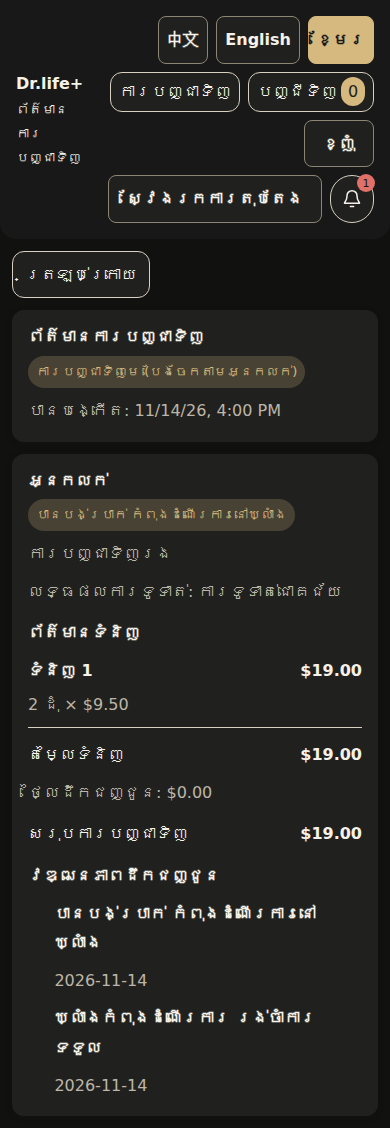 中文
English
ខ្មែរ
Dr.life+
ព័ត៌មាន
ការ
បញ្ជាទិញ
ការបញ្ជាទិញ
បញ្ជីទិញ 0
ខ្ញុំ
ស្វែងរកការតុបតែង
1
ត្រឡប់ក្រោយ
ព័ត៌មានការបញ្ជាទិញ
ការបញ្ជាទិញមេ (បែងចែកតាមអ្នកលក់)
បានបង្កើត: 11/14/26, 4:00 PM
អ្នកលក់
បានបង់ប្រាក់ កំពុងដំណើរការនៅឃ្លាំង
ការបញ្ជាទិញរង
លទ្ធផលការទូទាត់: ការទូទាត់ជោគជ័យ
ព័ត៌មានទំនិញ
ទំនិញ 1 $19.00
2 ដុំ × $9.50
តម្លៃទំនិញ $19.00
ថ្លៃដឹកជញ្ជូន: $0.00
សរុបការបញ្ជាទិញ $19.00
វឌ្ឍនភាពដឹកជញ្ជូន
បានបង់ប្រាក់ កំពុងដំណើរការនៅ
ឃ្លាំង
2026-11-14
ឃ្លាំងកំពុងដំណើរការ រង់ចាំការ
ទទួល
2026-11-14